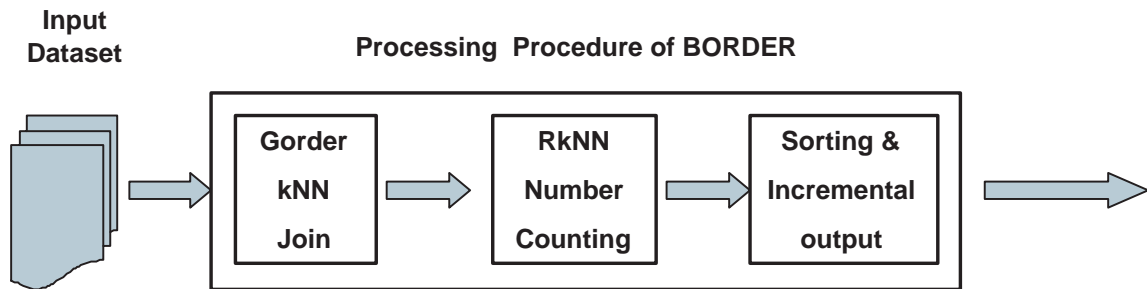 Input
Dataset
Processing Procedure of BORDER
Gorder
kNN
Join
RkNN
Number
Counting
Sorting &
Incremental
output